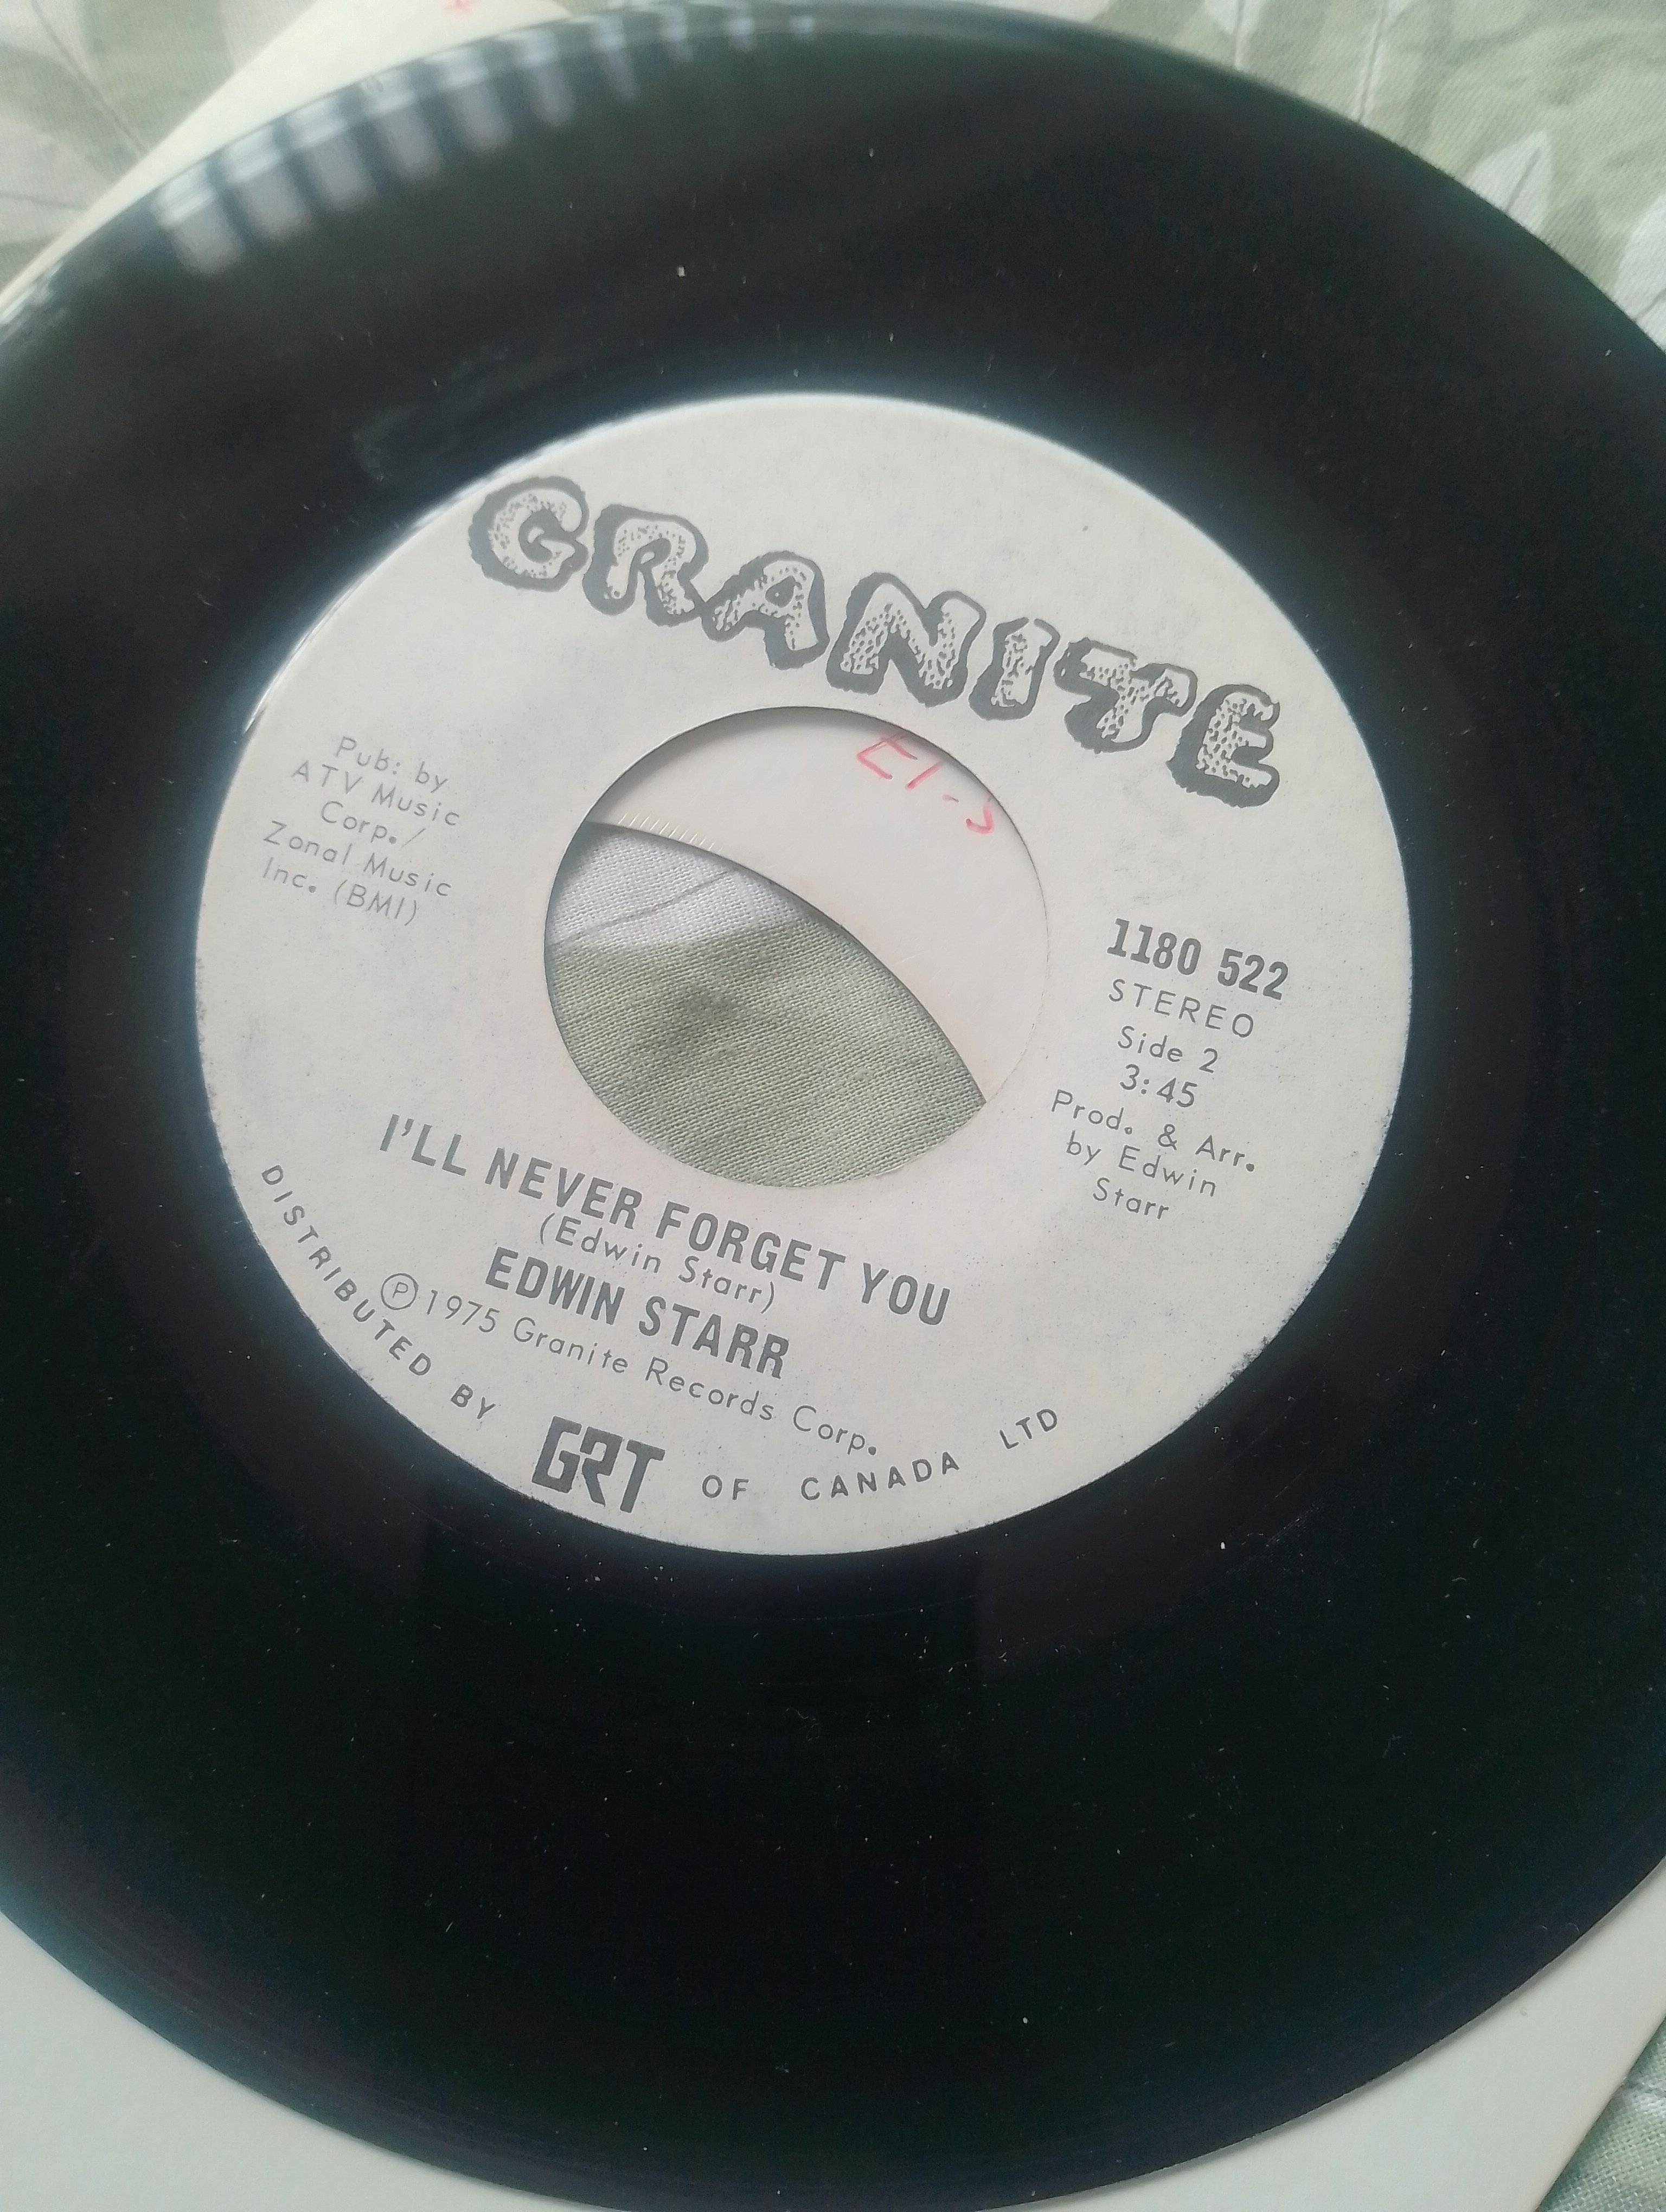 GRANITE
Pub: by
ATV Music
Corp./
Zonal Music
Inc. (BMI)
1180 522
STEREO
Side 2
3:45
Prod. & Arr.
by Edwin
Starr
I'LL NEVER FORGET YOU
(Edwin Starr)
EDWIN STARR
Ⓟ1975 Granite Records Corp.
DISTRIBUTED BY GRT OF CANADA LTD